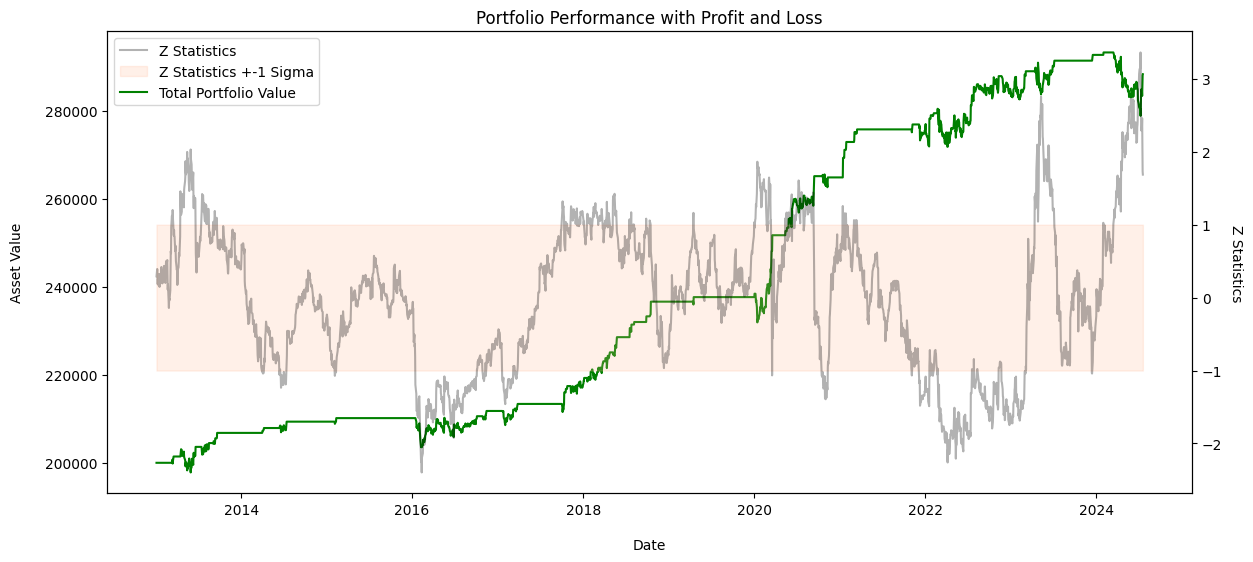 Portfolio Performance with Profit and Loss
Z Statistics
Z Statistics +-1 Sigma
Total Portfolio Value
Asset Value
280000
260000
240000
220000
200000
3
2
1
0
−1
−2
Z Statistics
2014 2016 2018 2020 2022 2024
Date